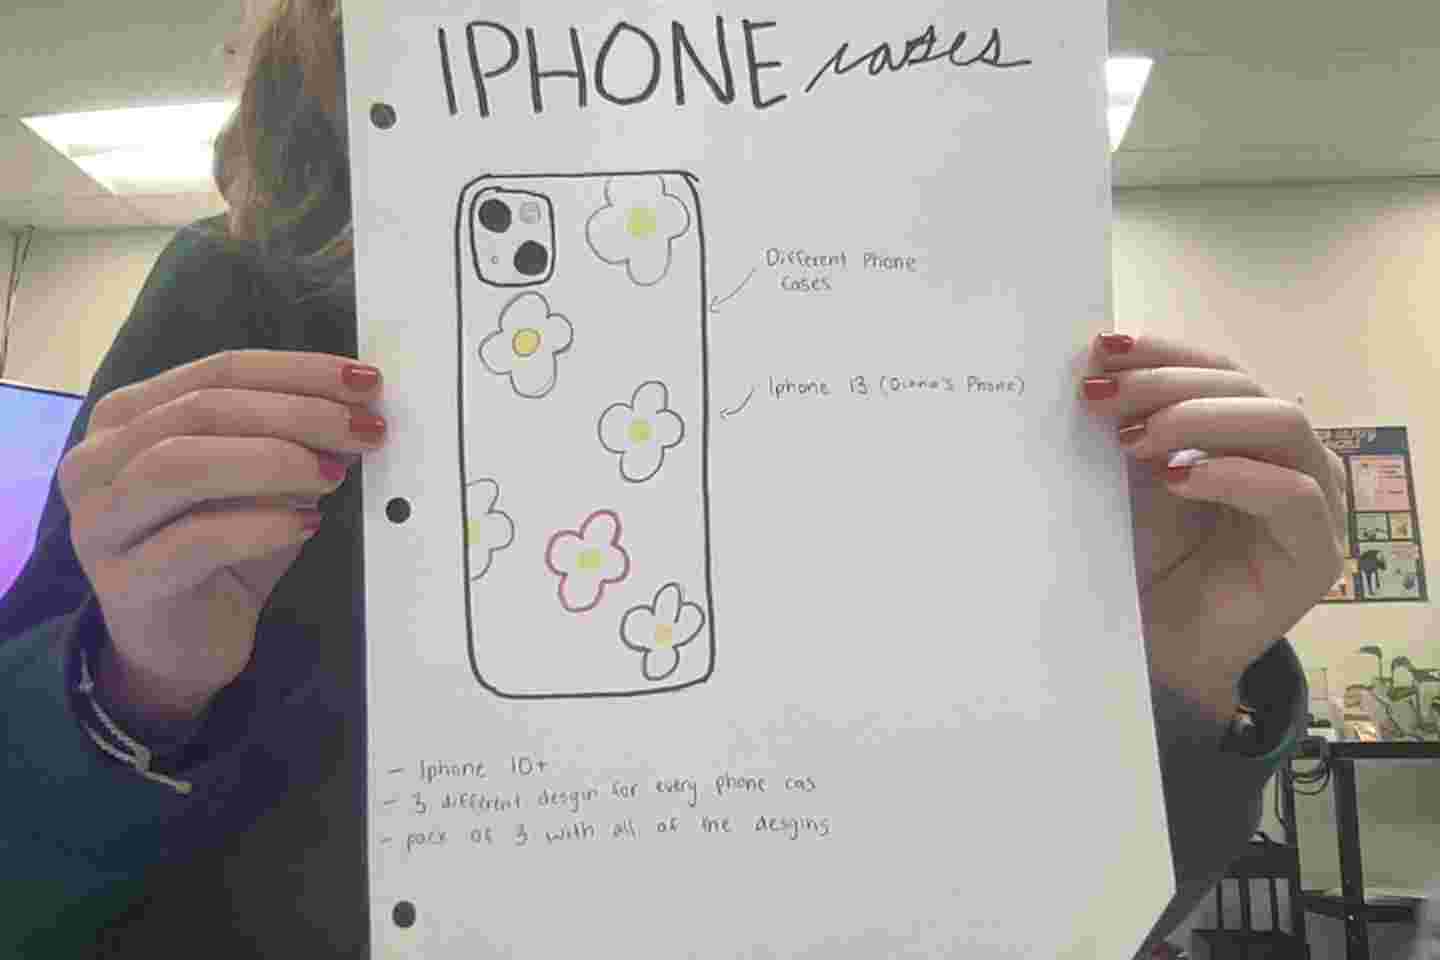 IPHONE cases
Different Phone
cases
Iphone 13 (Diana's Phone)
- Iphone 10+
- 3 different desgin for every phone cas
- pack of 3 with all of the desgins